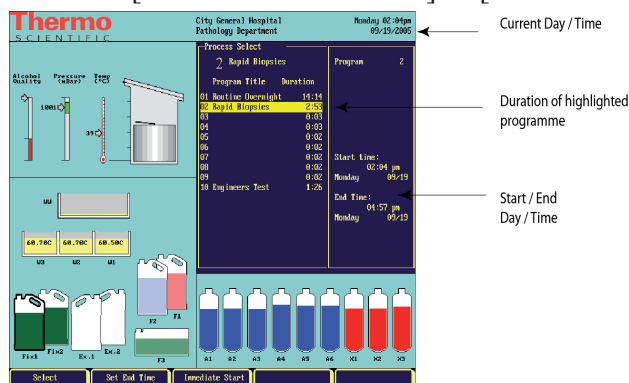 Thermo
SCIENTIFIC
City General Hospital
Pathology Department
Monday 02:04pm
09/19/2005
Current Day / Time
Process Select
2 Rapid Biopsies
Program 2
Program Title Duration
01 Routine Overnight 14:14
02 Rapid Biopsies 2:53
03 0:03
04 0:03
05 0:02
06 0:02
07 0:02
08 0:02
09 0:02
10 Engineers Test 1:26
Start time:
02:04 pm
Monday 09/19
End Time:
04:57 pm
Monday 09/19
Duration of highlighted
programme
Start / End
Day / Time
Alcohol Pressure Temp
Quality (mBar) (°C)
1001
39
WW
60.70C 60.70C 60.50C
W3 W2 W1
F2 F1
Fix1 Fix2 Ex.1 Ex.2 F3
A1 A2 A3 A4 A5 A6 X1 X2 X3
Select Set End Time Immediate Start